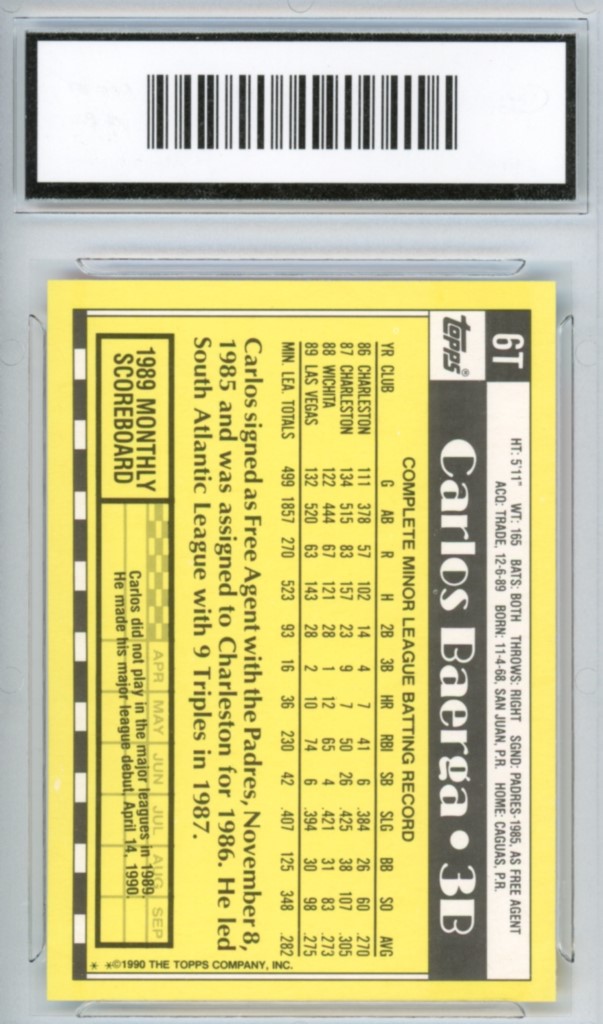 6T
HT: 5'11" WT: 165 BATS: BOTH THROWS: RIGHT SGND: PADRES-1985, AS FREE AGENT
ACQ: TRADE, 12-6-89 BORN: 11-4-68, SAN JUAN, P.R. HOME: CAGUAS, P.R.
topps®
Carlos Baerga • 3B
COMPLETE MINOR LEAGUE BATTING RECORD
YR CLUB G AB R H 2B 3B HR RBI SB SLG BB SO AVG
86 CHARLESTON 111 378 57 102 14 4 7 41 6 .384 26 60 .270
87 CHARLESTON 134 515 83 157 23 9 7 50 26 .425 38 107 .305
88 WICHITA 122 444 67 121 28 1 12 65 4 .421 31 83 .273
89 LAS VEGAS 132 520 63 143 28 2 10 74 6 .394 30 98 .275
MIN. LEA. TOTALS 499 1857 270 523 93 16 36 230 42 .407 125 348 .282
Carlos signed as Free Agent with the Padres, November 8,
1985 and was assigned to Charleston for 1986. He led
South Atlantic League with 9 Triples in 1987.
1989 MONTHLY
SCOREBOARD
APR MAY JUN JUL AUG SEP
Carlos did not play in the major leagues in 1989.
He made his major league debut, April 14, 1990.
* *©1990 THE TOPPS COMPANY, INC.